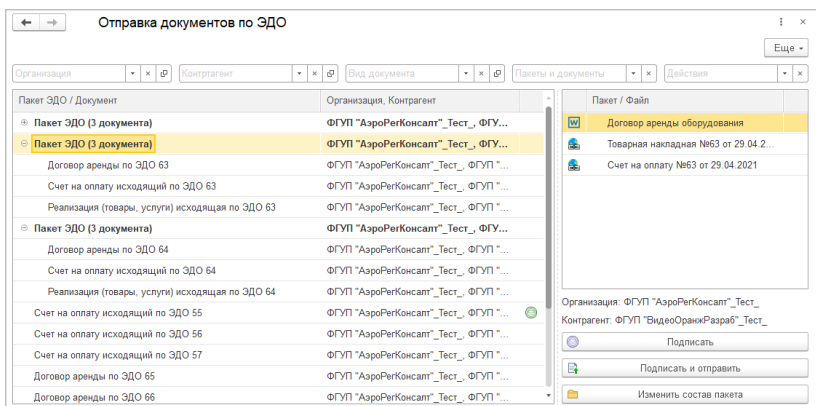 Отправка документов по ЭДО
Еще
Организация
Контртагент
Вид документа
Пакеты и документы
Действия
Пакет ЭДО / Документ
Организация, Контрагент
Пакет ЭДО (3 документа) ФГУП "АэроРегКонсалт"_Тест_, ФГУ...
Пакет ЭДО (3 документа) ФГУП "АэроРегКонсалт"_Тест_, ФГУ...
Договор аренды по ЭДО 63 ФГУП "АэроРегКонсалт"_Тест_, ФГУП "...
Счет на оплату исходящий по ЭДО 63 ФГУП "АэроРегКонсалт"_Тест_, ФГУП "...
Реализация (товары, услуги) исходящая по ЭДО 63 ФГУП "АэроРегКонсалт"_Тест_, ФГУП "...
Пакет ЭДО (3 документа) ФГУП "АэроРегКонсалт"_Тест_, ФГУ...
Договор аренды по ЭДО 64 ФГУП "АэроРегКонсалт"_Тест_, ФГУП "...
Счет на оплату исходящий по ЭДО 64 ФГУП "АэроРегКонсалт"_Тест_, ФГУП "...
Реализация (товары, услуги) исходящая по ЭДО 64 ФГУП "АэроРегКонсалт"_Тест_, ФГУП "...
Счет на оплату исходящий по ЭДО 55 ФГУП "АэроРегКонсалт"_Тест_, ФГУП "...
Счет на оплату исходящий по ЭДО 56 ФГУП "АэроРегКонсалт"_Тест_, ФГУП "...
Счет на оплату исходящий по ЭДО 57 ФГУП "АэроРегКонсалт"_Тест_, ФГУП "...
Договор аренды по ЭДО 65 ФГУП "АэроРегКонсалт"_Тест_, ФГУП "...
Договор аренды по ЭДО 66 ФГУП "АэроРегКонсалт"_Тест_, ФГУП "...
Пакет / Файл
Договор аренды оборудования
Товарная накладная №63 от 29.04.2...
Счет на оплату №63 от 29.04.2021
Организация: ФГУП "АэроРегКонсалт"_Тест_
Контрагент: ФГУП "ВидеоОранжРазраб"_Тест_
Подписать
Подписать и отправить
Изменить состав пакета